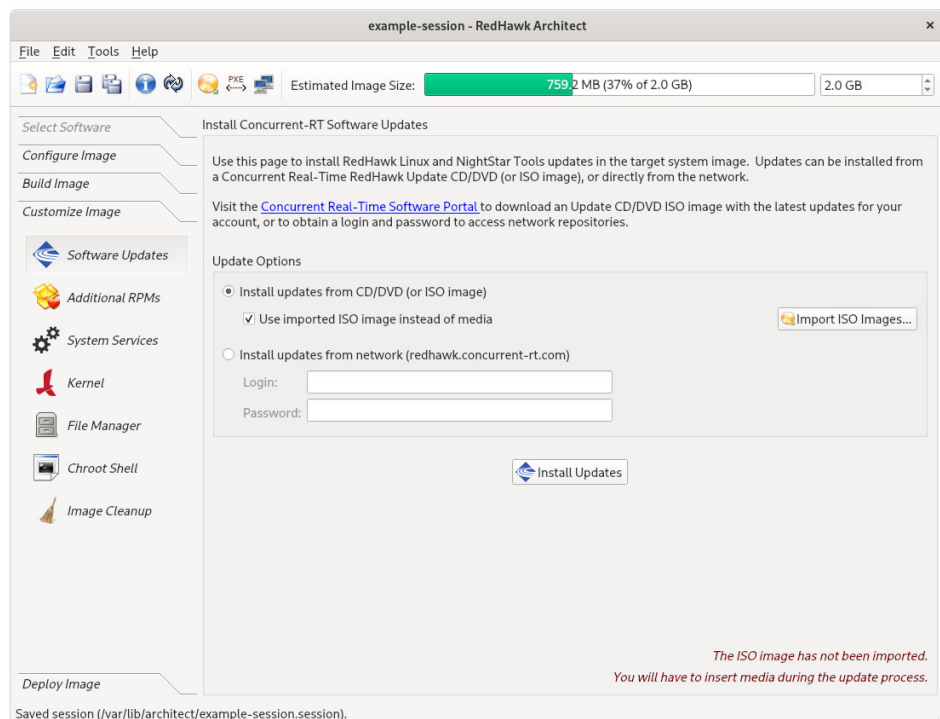 example-session - RedHawk Architect
File Edit Tools Help
PXE
Estimated Image Size:
759.2 MB (37% of 2.0 GB)
2.0 GB
Select Software
Configure Image
Build Image
Customize Image
Software Updates
Additional RPMs
System Services
Kernel
File Manager
Chroot Shell
Image Cleanup
Deploy Image
Install Concurrent-RT Software Updates
Use this page to install RedHawk Linux and NightStar Tools updates in the target system image. Updates can be installed from
a Concurrent Real-Time RedHawk Update CD/DVD (or ISO image), or directly from the network.
Visit the Concurrent Real-Time Software Portal to download an Update CD/DVD ISO image with the latest updates for your
account, or to obtain a login and password to access network repositories.
Update Options
Install updates from CD/DVD (or ISO image)
Use imported ISO image instead of media
Import ISO Images...
Install updates from network (redhawk.concurrent-rt.com)
Login:
Password:
Install Updates
The ISO image has not been imported.
You will have to insert media during the update process.
Saved session (/var/lib/architect/example-session.session).